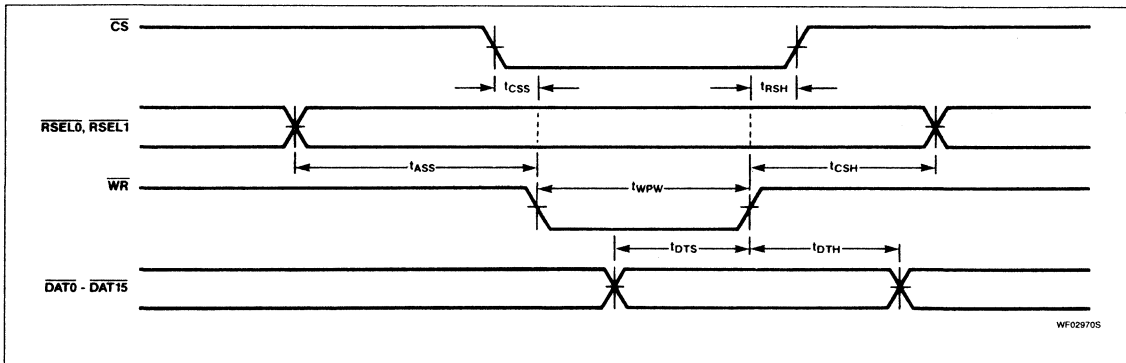 CS
tCSS
tRSH
RSEL0, RSEL1
tASS
tCSH
WR
tWPW
tDTS
tDTH
DAT0 - DAT15
WF02970S